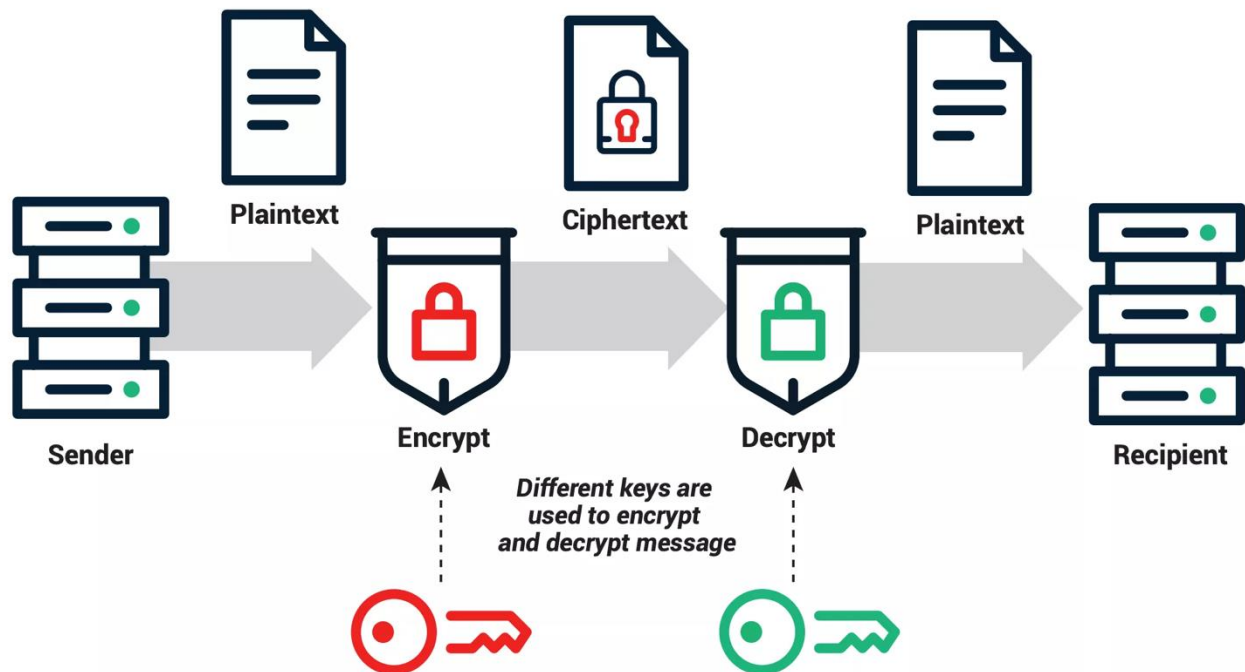 Plaintext
Ciphertext
Plaintext
Sender
Encrypt
Decrypt
Recipient
Different keys are
used to encrypt
and decrypt message